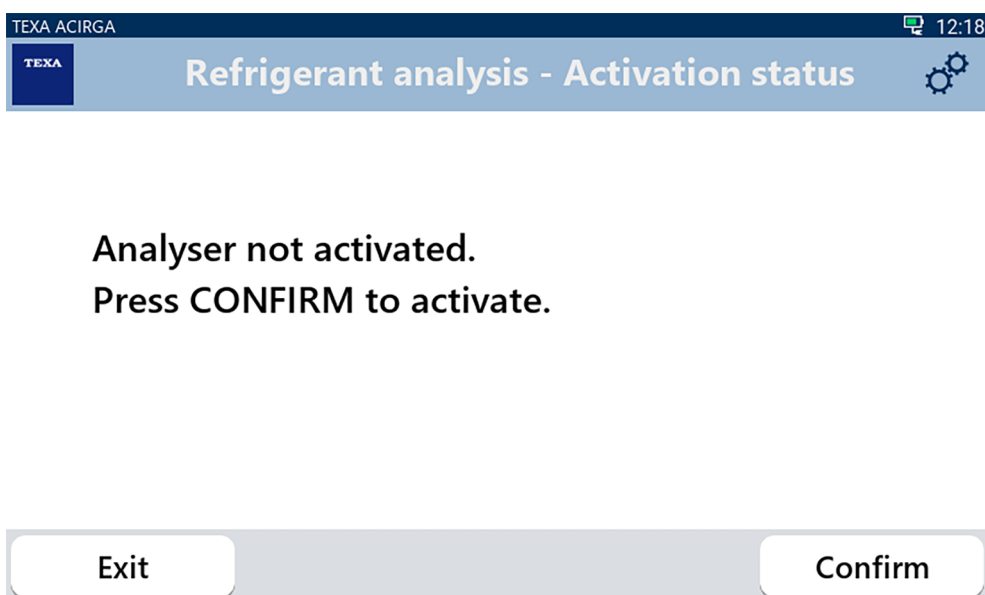 TEXA ACIRGA 12:18
TEXA
Refrigerant analysis - Activation status
Analyser not activated.
Press CONFIRM to activate.
Exit Confirm